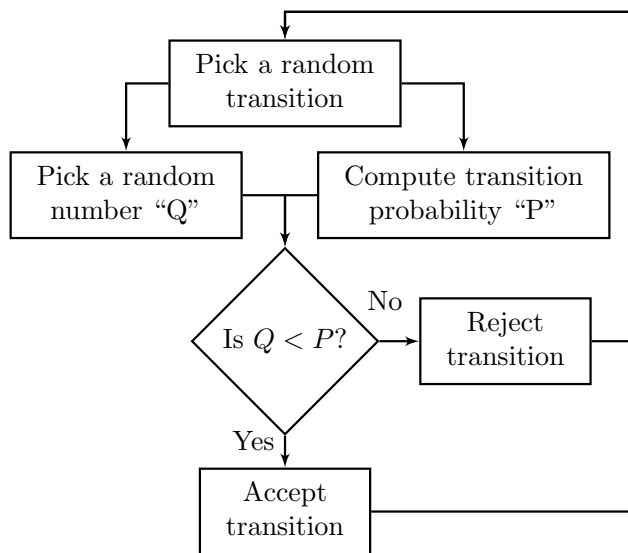 Pick a random
transition
Pick a random
number “Q”
Compute transition
probability “P”
Is Q < P?
No
Reject
transition
Yes
Accept
transition